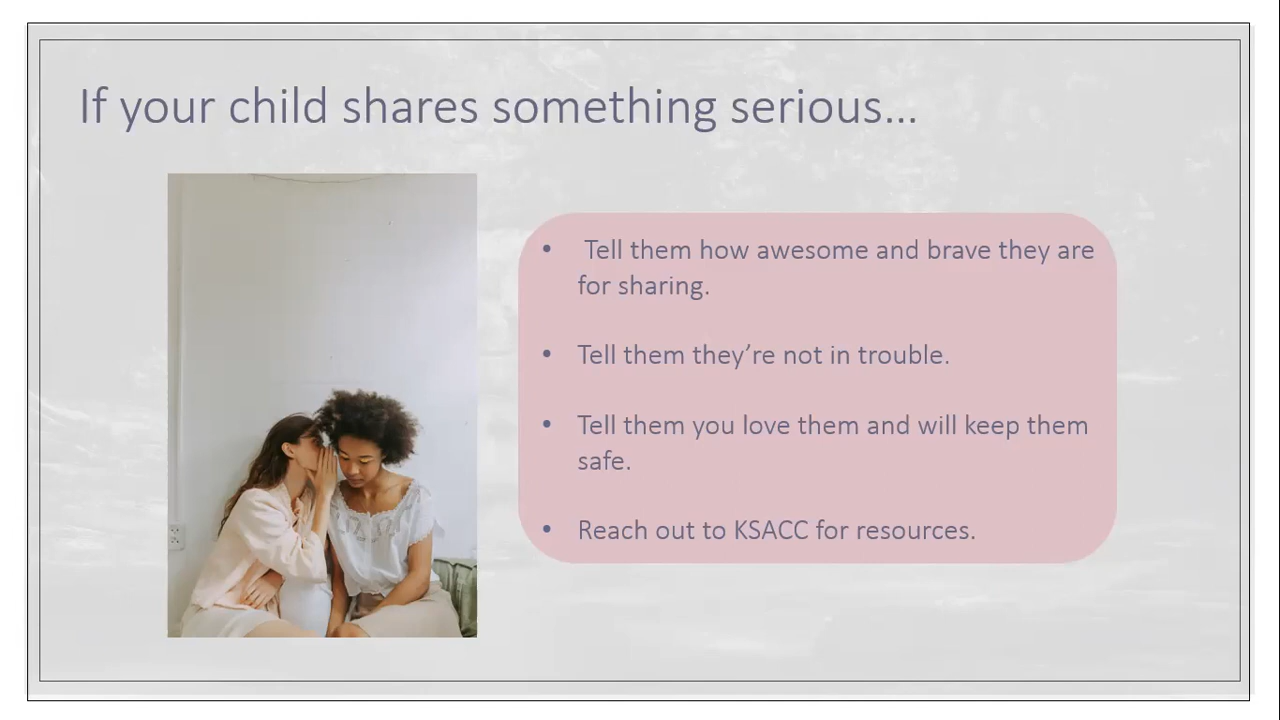 If your child shares something serious...
• Tell them how awesome and brave they are
for sharing.
• Tell them they’re not in trouble.
• Tell them you love them and will keep them
safe.
• Reach out to KSACC for resources.